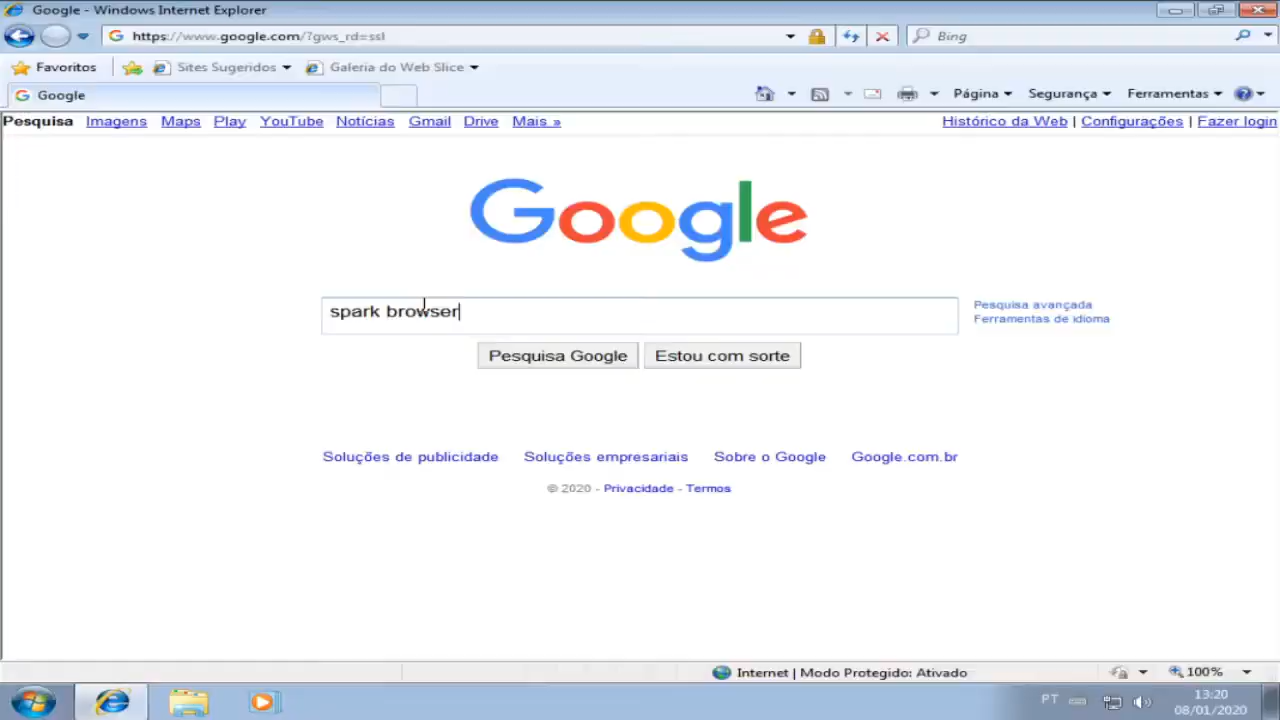 Google - Windows Internet Explorer
https://www.google.com/?gws_rd=ssl
Bing
Favoritos Sites Sugeridos Galeria do Web Slice
Google Página Segurança Ferramentas
Pesquisa Imagens Maps Play YouTube Notícias Gmail Drive Mais » Histórico da Web | Configurações | Fazer login
Google
spark browser
Pesquisa avançada
Ferramentas de idioma
Pesquisa Google Estou com sorte
Soluções de publicidade Soluções empresariais Sobre o Google Google.com.br
© 2020 - Privacidade - Termos
Internet | Modo Protegido: Ativado 100%
PT 13:20
08/01/2020